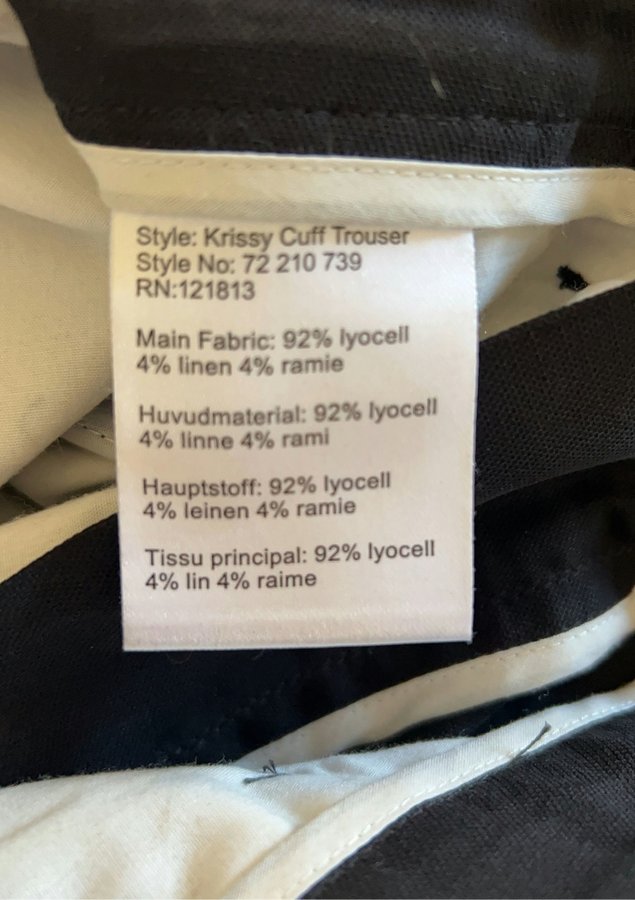 Style: Krissy Cuff Trouser
Style No: 72 210 739
RN:121813
Main Fabric: 92% lyocell
4% linen 4% ramie
Huvudmaterial: 92% lyocell
4% linne 4% rami
Hauptstoff: 92% lyocell
4% leinen 4% ramie
Tissu principal: 92% lyocell
4% lin 4% raime